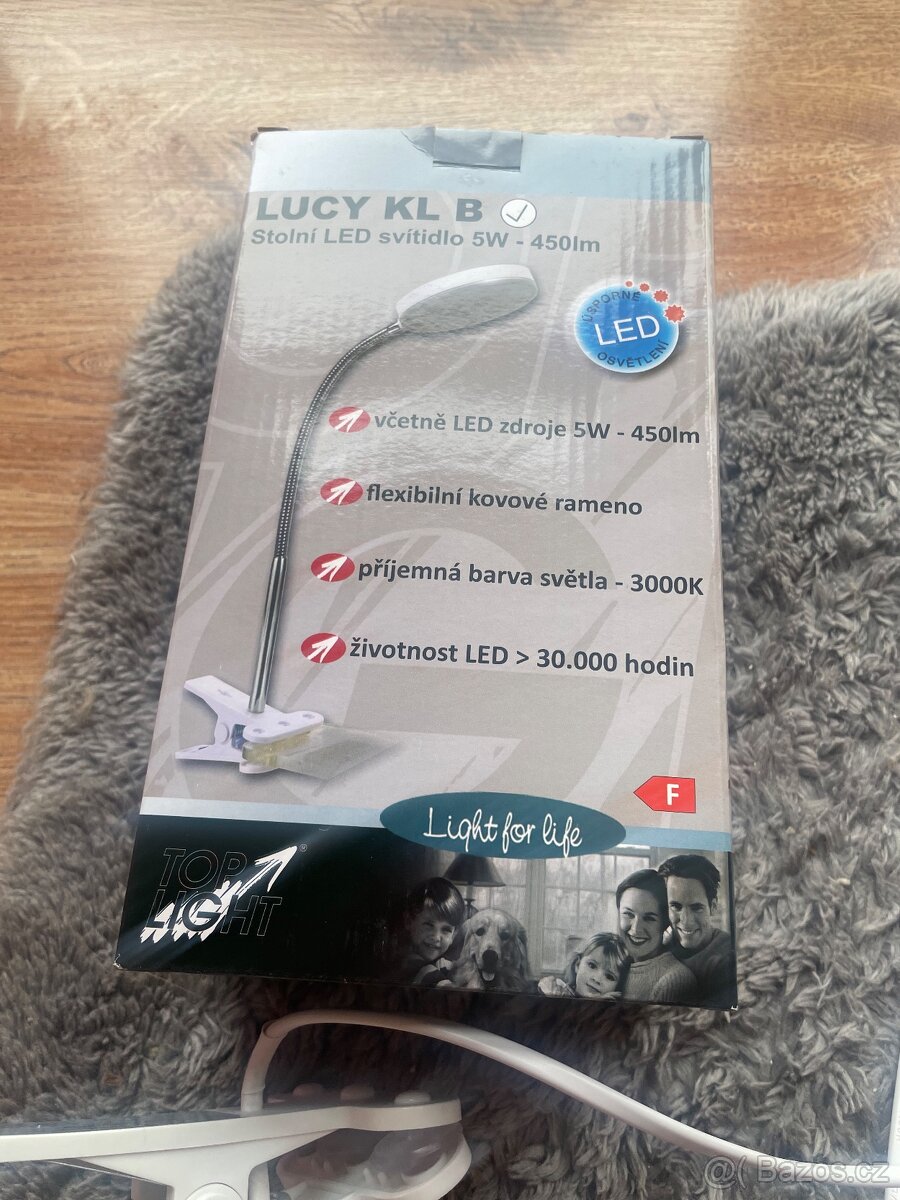 LUCY KL B
Stolní LED svítidlo 5W - 450lm
ÚSPORNÉ
LED
OSVĚTLENÍ
včetně LED zdroje 5W - 450lm
flexibilní kovové rameno
příjemná barva světla - 3000K
životnost LED > 30.000 hodin
F
Light for life
TOP
LIGHT
®
Bazos.cz